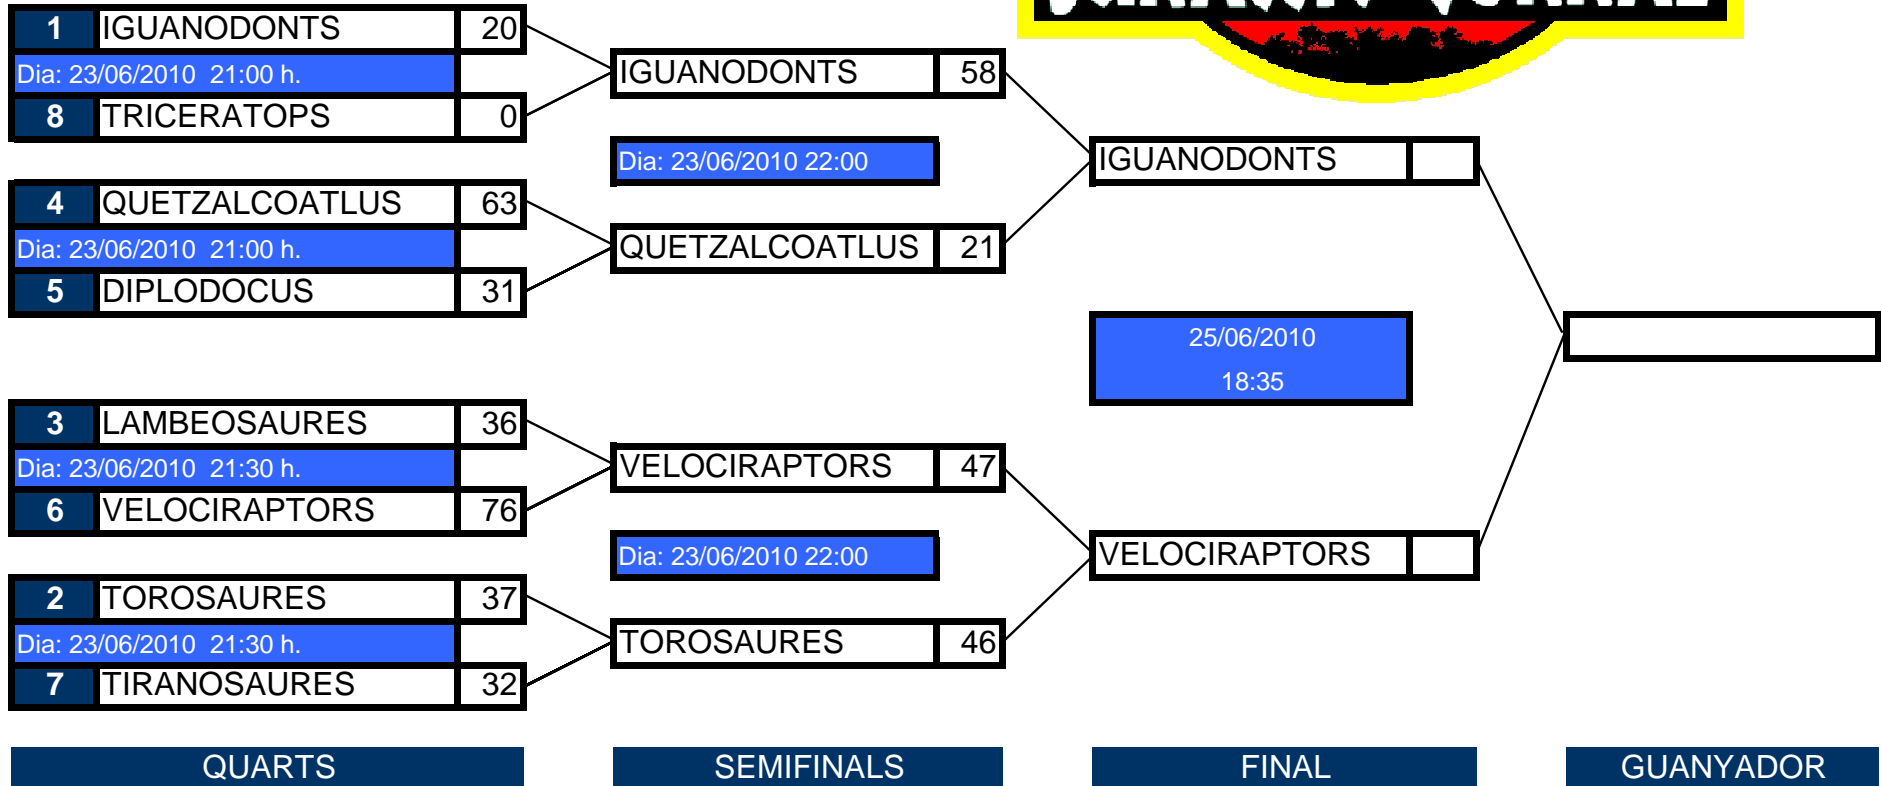 1 IGUANODONTS 20
Dia: 23/06/2010 21:00 h.
8 TRICERATOPS 0
4 QUETZALCOATLUS 63
Dia: 23/06/2010 21:00 h.
5 DIPLODOCUS 31
3 LAMBEOSAURES 36
Dia: 23/06/2010 21:30 h.
6 VELOCIRAPTORS 76
2 TOROSAURES 37
Dia: 23/06/2010 21:30 h.
7 TIRANOSAURES 32
QUARTS
IGUANODONTS 58
Dia: 23/06/2010 22:00
QUETZALCOATLUS 21
VELOCIRAPTORS 47
Dia: 23/06/2010 22:00
TOROSAURES 46
SEMIFINALS
IGUANODONTS
25/06/2010
18:35
VELOCIRAPTORS
FINAL
GUANYADOR